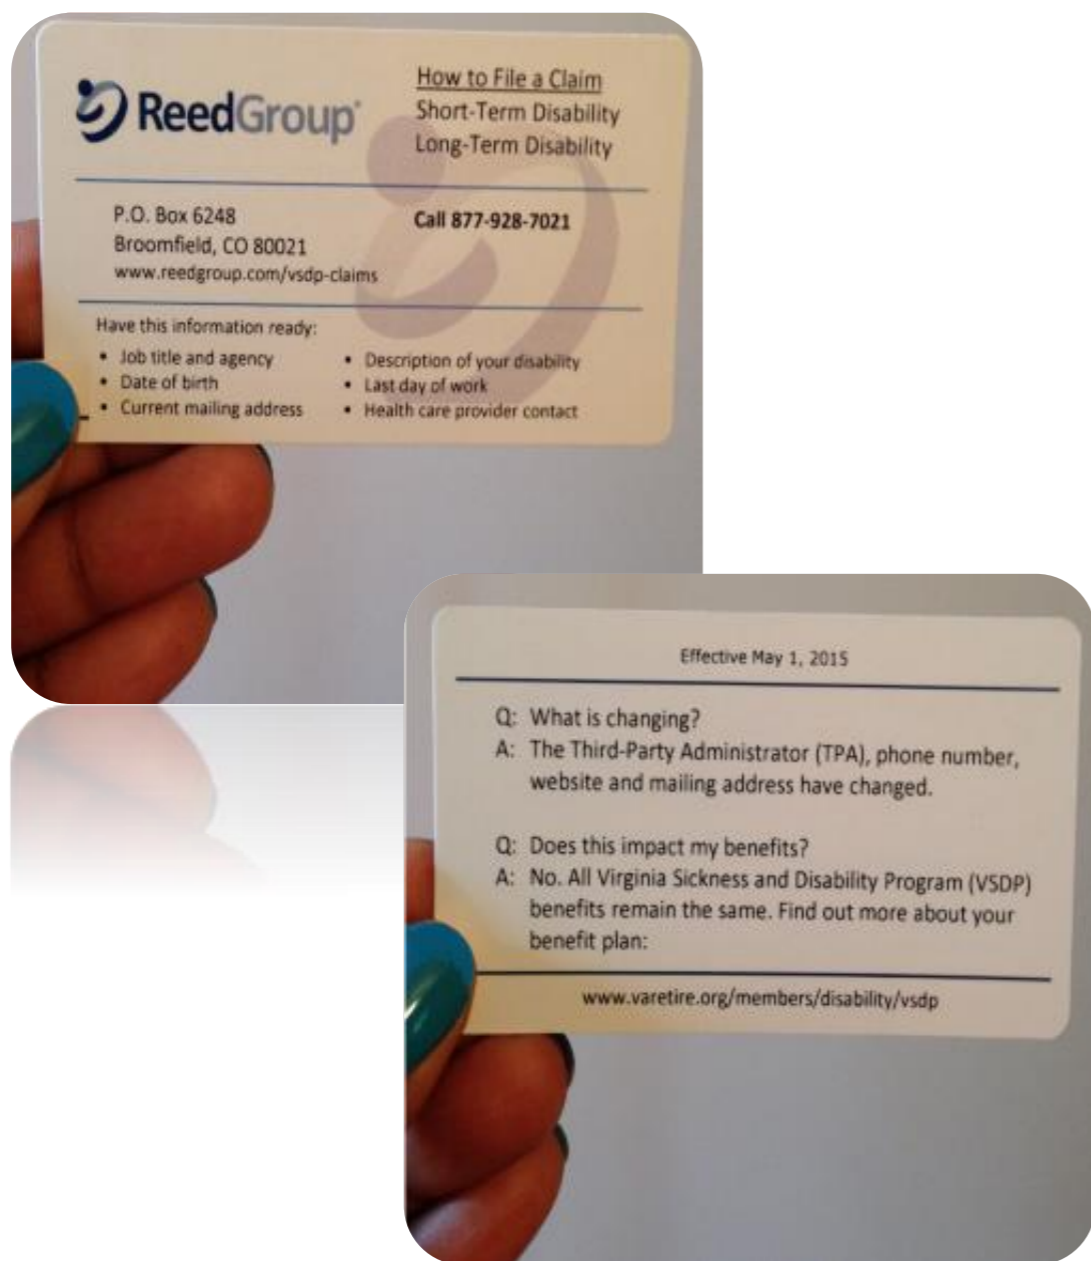 ReedGroup®
How to File a Claim
Short-Term Disability
Long-Term Disability
P.O. Box 6248
Broomfield, CO 80021
www.reedgroup.com/vsdp-claims
Call 877-928-7021
Have this information ready:
• Job title and agency
• Date of birth
• Current mailing address
• Description of your disability
• Last day of work
• Health care provider contact
Effective May 1, 2015
Q: What is changing?
A: The Third-Party Administrator (TPA), phone number,
website and mailing address have changed.
Q: Does this impact my benefits?
A: No. All Virginia Sickness and Disability Program (VSDP)
benefits remain the same. Find out more about your
benefit plan:
www.varetire.org/members/disability/vsdp